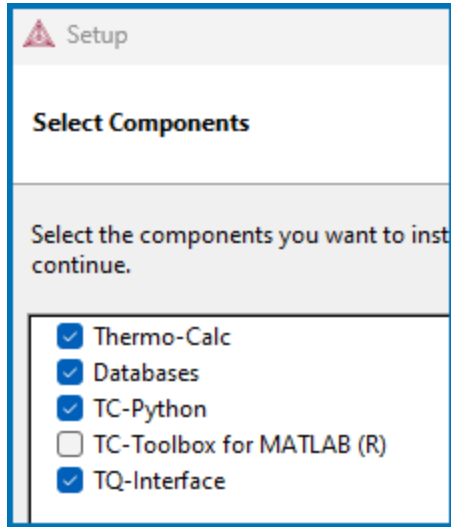 Setup
Select Components
Select the components you want to inst
continue.
Thermo-Calc
Databases
TC-Python
TC-Toolbox for MATLAB (R)
TQ-Interface